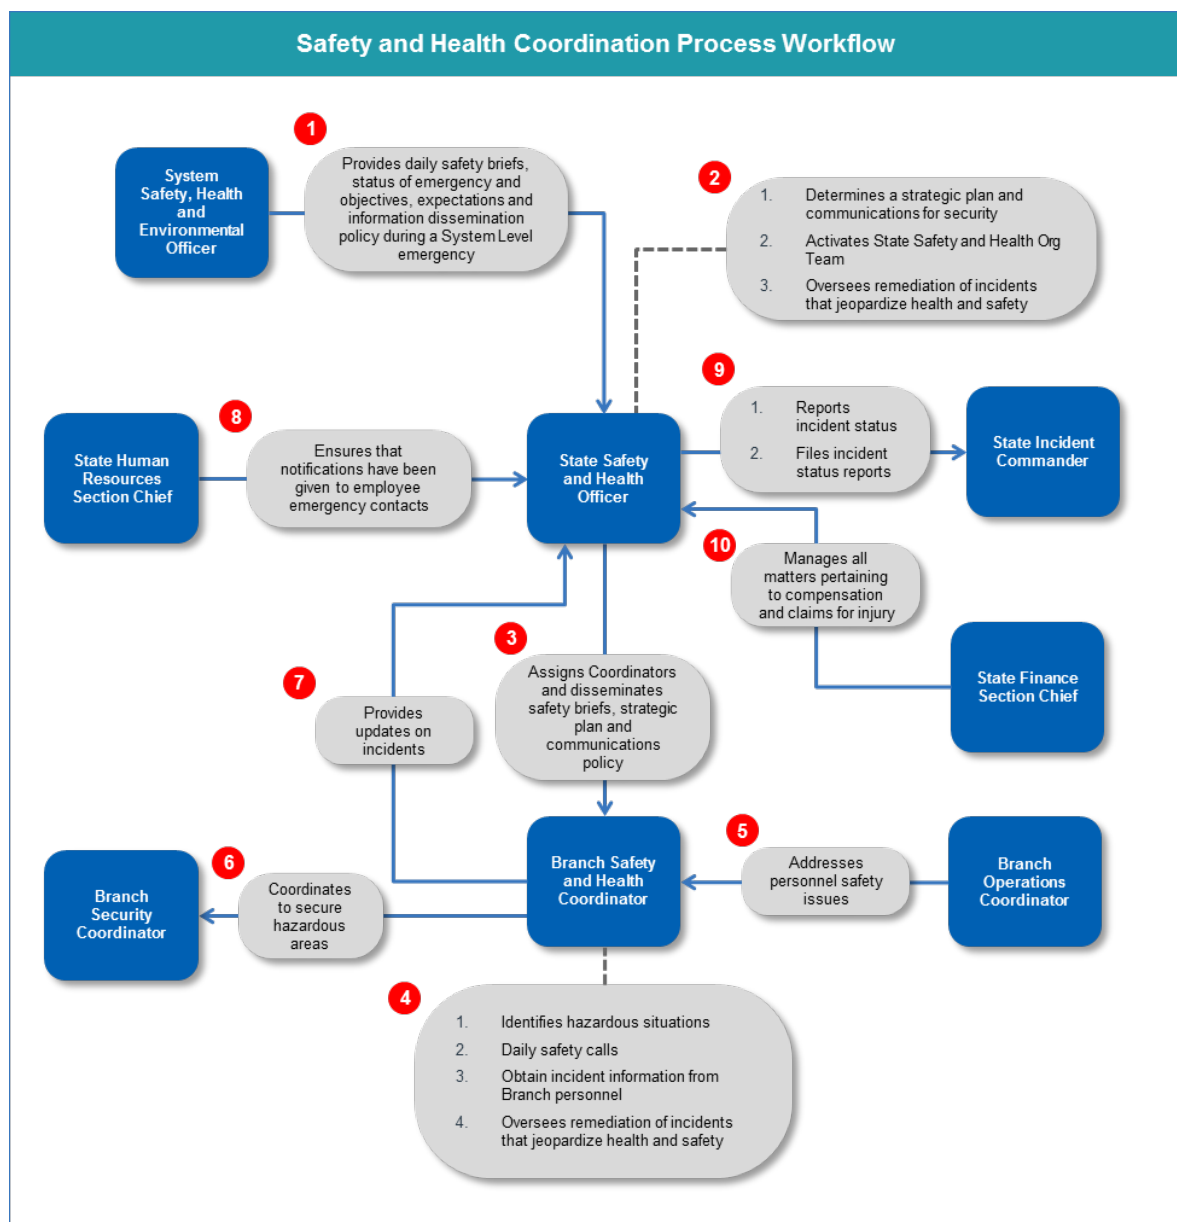 Safety and Health Coordination Process Workflow
1
System
Safety, Health
and
Environmental
Officer
Provides daily safety briefs,
status of emergency and
objectives, expectations and
information dissemination
policy during a System Level
emergency
2
1. Determines a strategic plan and
communications for security
2. Activates State Safety and Health Org
Team
3. Oversees remediation of incidents
that jeopardize health and safety
8
State Human
Resources
Section Chief
Ensures that
notifications have been
given to employee
emergency contacts
State Safety
and Health
Officer
9
1. Reports
incident status
2. Files incident
status reports
State Incident
Commander
10
Manages all
matters pertaining
to compensation
and claims for injury
State Finance
Section Chief
3
Assigns Coordinators
and disseminates
safety briefs, strategic
plan and
communications
policy
7
Provides
updates on
incidents
6
Branch
Security
Coordinator
Coordinates
to secure
hazardous
areas
Branch Safety
and Health
Coordinator
5
Addresses
personnel safety
issues
Branch
Operations
Coordinator
4
1. Identifies hazardous situations
2. Daily safety calls
3. Obtain incident information from
Branch personnel
4. Oversees remediation of incidents
that jeopardize health and safety